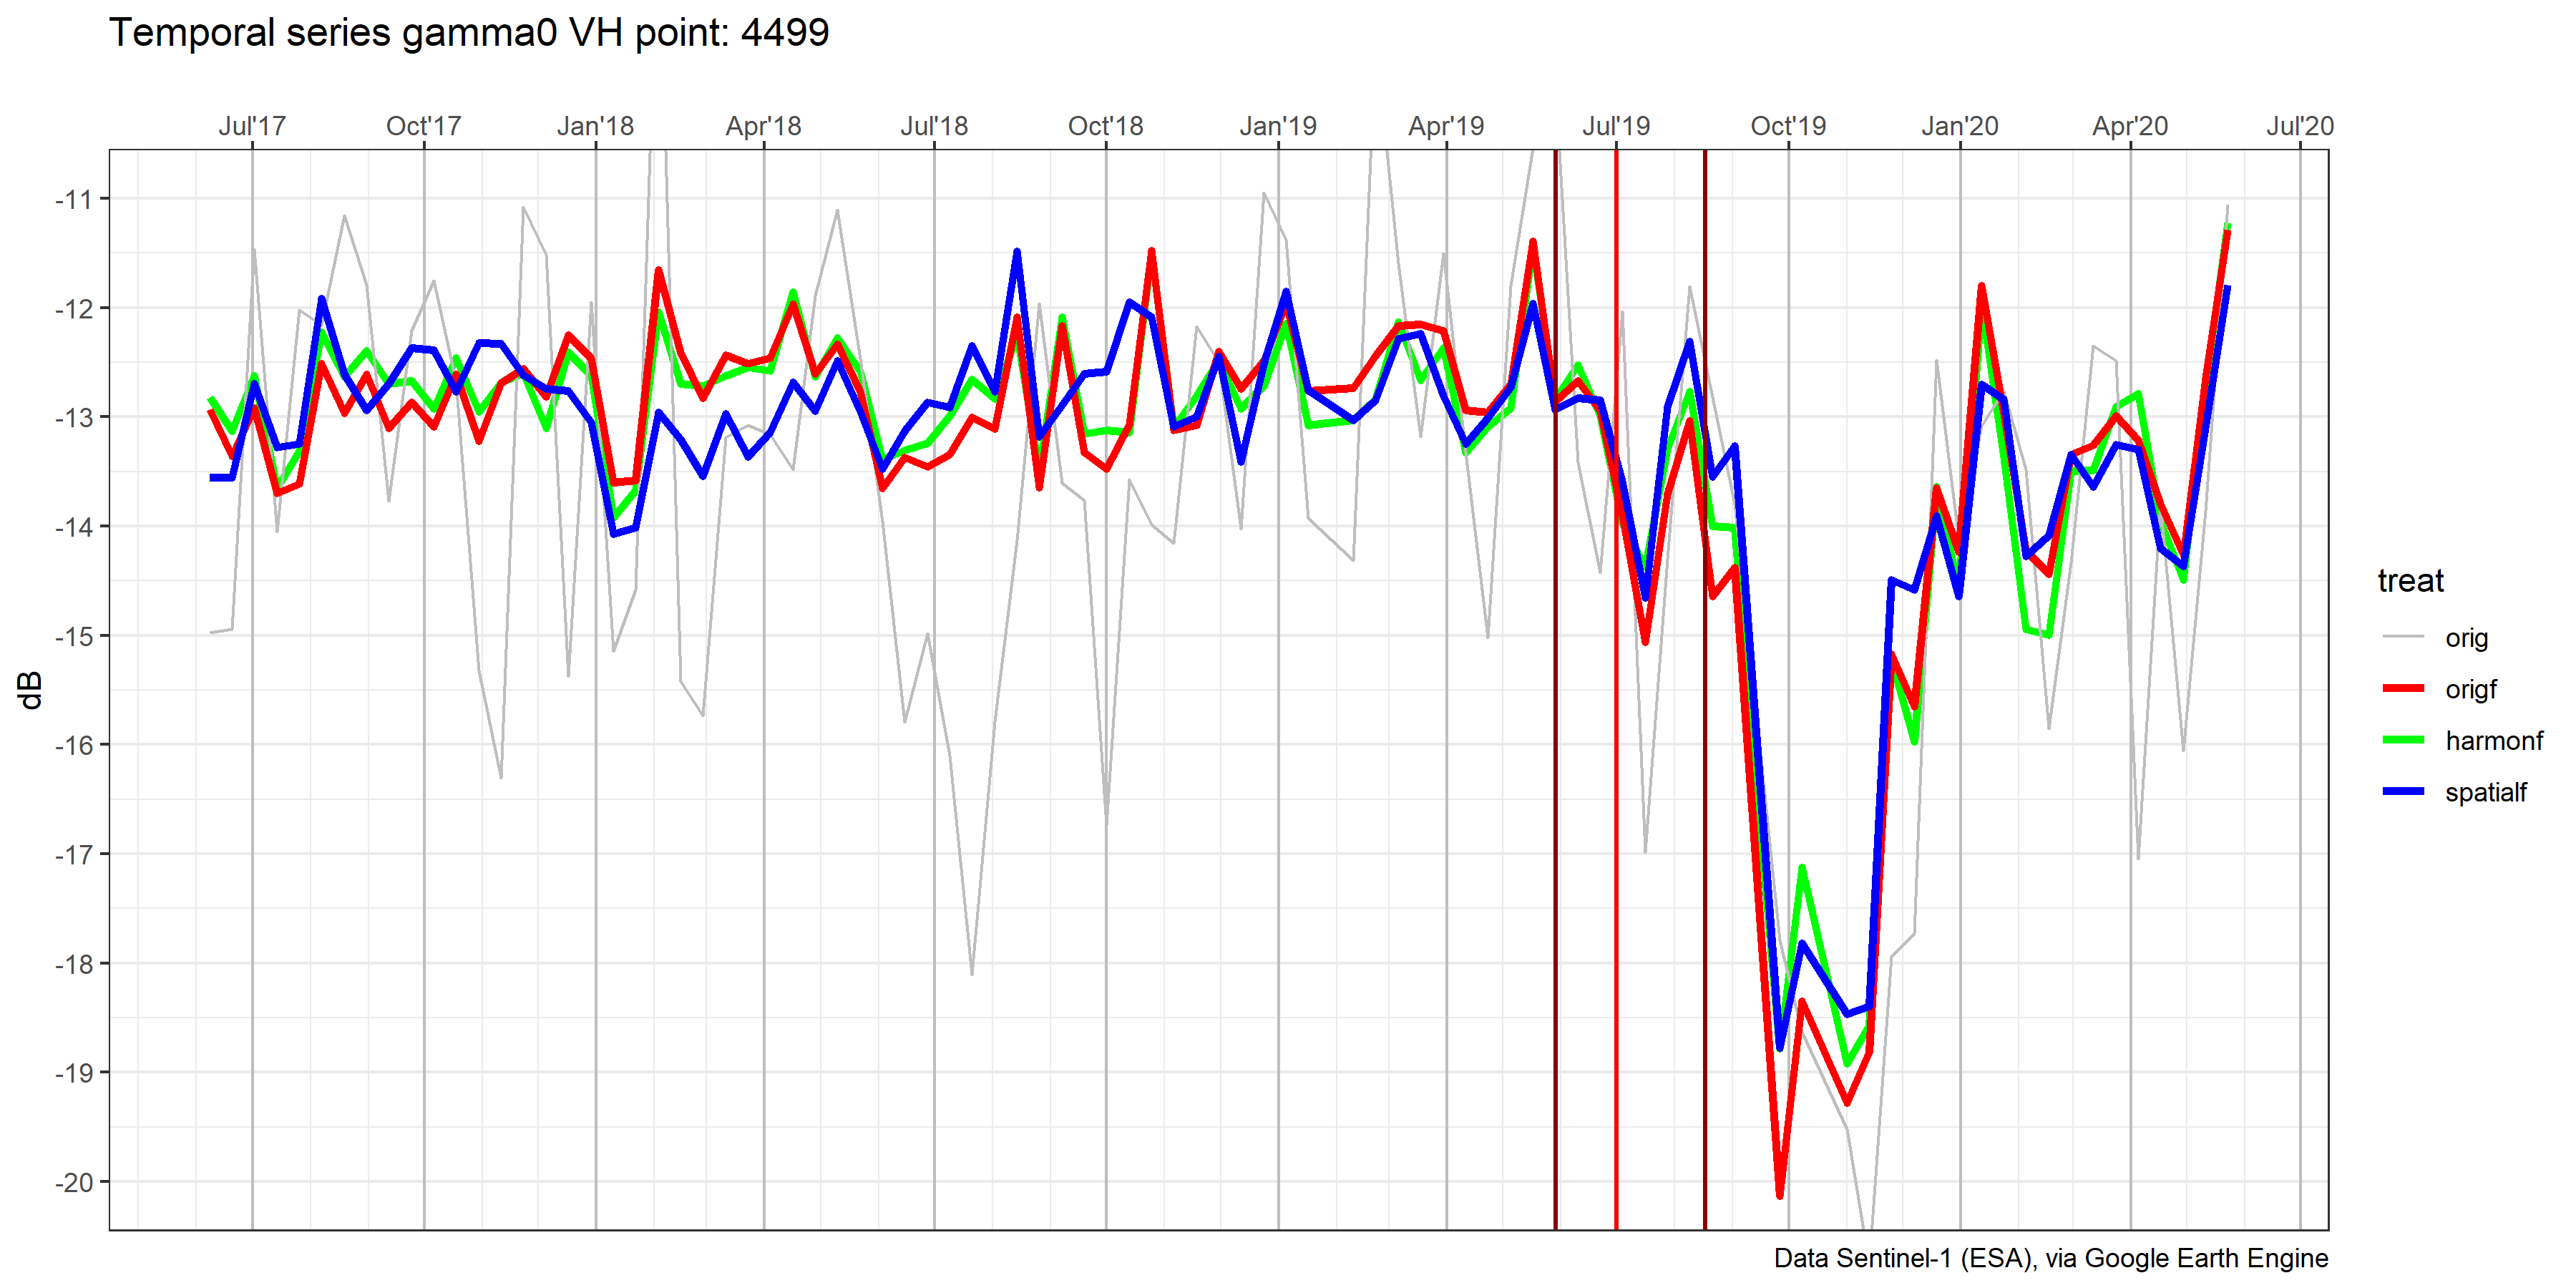 Temporal series gamma0 VH point: 4499
Jul'17 Oct'17 Jan'18 Apr'18 Jul'18 Oct'18 Jan'19 Apr'19 Jul'19 Oct'19 Jan'20 Apr'20 Jul'20
-11
-12
-13
-14
-15
-16
-17
-18
-19
-20
dB
treat
orig
origf
harmonf
spatialf
Data Sentinel-1 (ESA), via Google Earth Engine